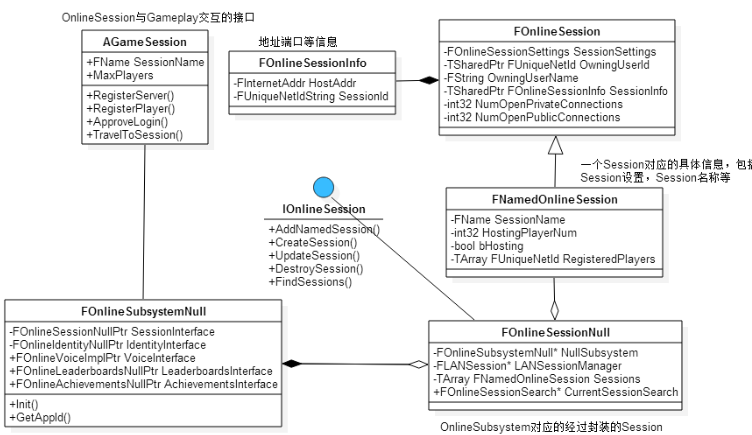 OnlineSession与Gameplay交互的接口
AGameSession
+FName SessionName
+MaxPlayers
+RegisterServer()
+RegisterPlayer()
+ApproveLogin()
+TravelToSession()
地址端口等信息
FOnlineSessionInfo
-FInternetAddr HostAddr
-FUniqueNetIdString SessionId
FOnlineSession
-FOnlineSessionSettings SessionSettings
-TSharedPtr FUniqueNetId OwningUserId
-FString OwningUserName
-TSharedPtr FOnlineSessionInfo SessionInfo
-int32 NumOpenPrivateConnections
-int32 NumOpenPublicConnections
一个Session对应的具体信息，包括
Session设置，Session名称等
FNamedOnlineSession
-FName SessionName
-int32 HostingPlayerNum
-bool bHosting
-TArray FUniqueNetId RegisteredPlayers
IOnlineSession
+AddNamedSession()
+CreateSession()
+UpdateSession()
+DestroySession()
+FindSessions()
FOnlineSubsystemNull
-FOnlineSessionNullPtr SessionInterface
-FOnlineIdentityNullPtr IdentityInterface
+FOnlineVoiceImplPtr VoiceInterface
+FOnlineLeaderboardsNullPtr LeaderboardsInterface
+FOnlineAchievementsNullPtr AchievementsInterface
+Init()
+GetAppId()
FOnlineSessionNull
-FOnlineSubsystemNull* NullSubsystem
-FLANSession* LANSessionManager
-TArray FNamedOnlineSession Sessions
+FOnlineSessionSearch* CurrentSessionSearch
OnlineSubsystem对应的经过封装的Session